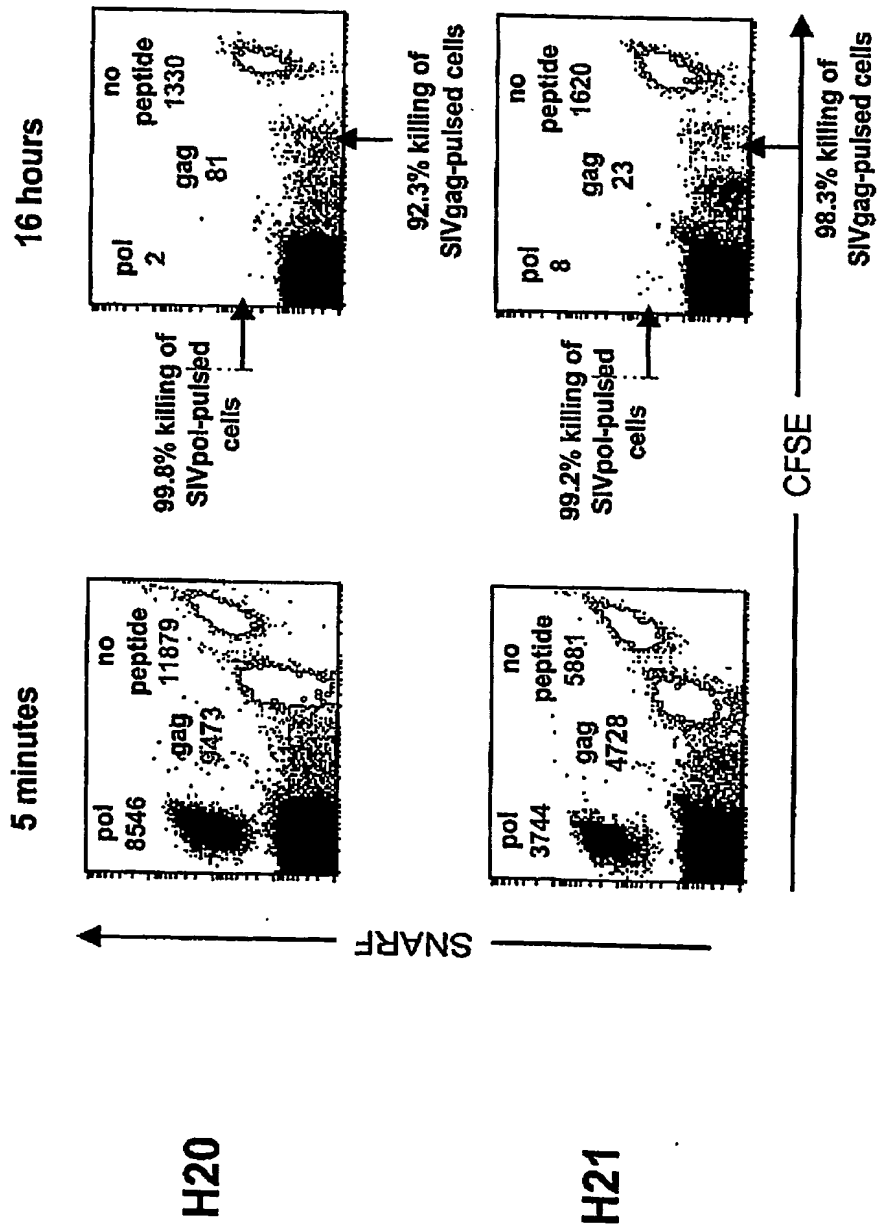 5 minutes
16 hours
H20
pol
8546
gag
9473
no
peptide
11879
99.8% killing of
SIVpol-pulsed
cells
pol
2
gag
81
no
peptide
1330
92.3% killing of
SIVgag-pulsed cells
SNARF
H21
pol
3744
gag
4728
no
peptide
5881
99.2% killing of
SIVpol-pulsed
cells
pol
8
gag
23
no
peptide
1620
CFSE
98.3% killing of
SIVgag-pulsed cells